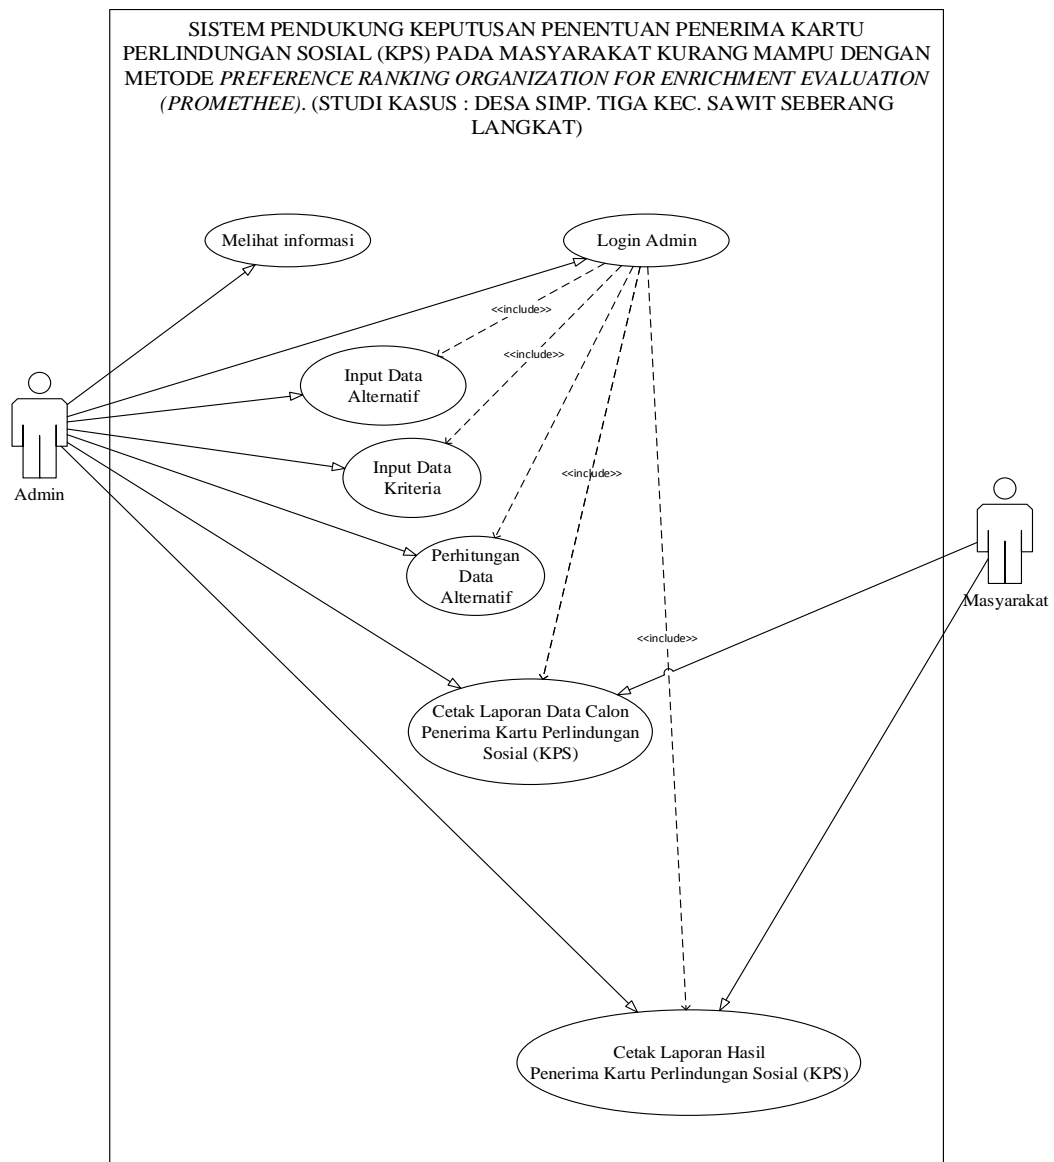 SISTEM PENDUKUNG KEPUTUSAN PENENTUAN PENERIMA KARTU
PERLINDUNGAN SOSIAL (KPS) PADA MASYARAKAT KURANG MAMPU DENGAN
METODE PREFERENCE RANKING ORGANIZATION FOR ENRICHMENT EVALUATION
(PROMETHEE). (STUDI KASUS : DESA SIMP. TIGA KEC. SAWIT SEBERANG
LANGKAT)
Melihat informasi
Login Admin
<<include>>
<<include>>
Input Data
Alternatif
Input Data
Kriteria
<<include>>
Admin
Perhitungan
Data
Alternatif
Masyarakat
<<include>>
Cetak Laporan Data Calon
Penerima Kartu Perlindungan
Sosial (KPS)
Cetak Laporan Hasil
Penerima Kartu Perlindungan Sosial (KPS)